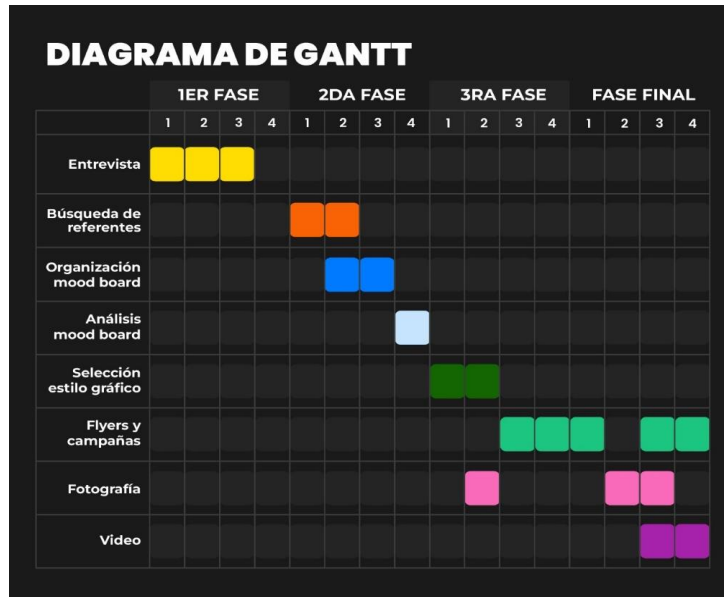 DIAGRAMA DE GANTT
1ER FASE 2DA FASE 3RA FASE FASE FINAL
1 2 3 4 1 2 3 4 1 2 3 4 1 2 3 4
Entrevista
Búsqueda de
referentes
Organización
mood board
Análisis
mood board
Selección
estilo gráfico
Flyers y
campañas
Fotografía
Video